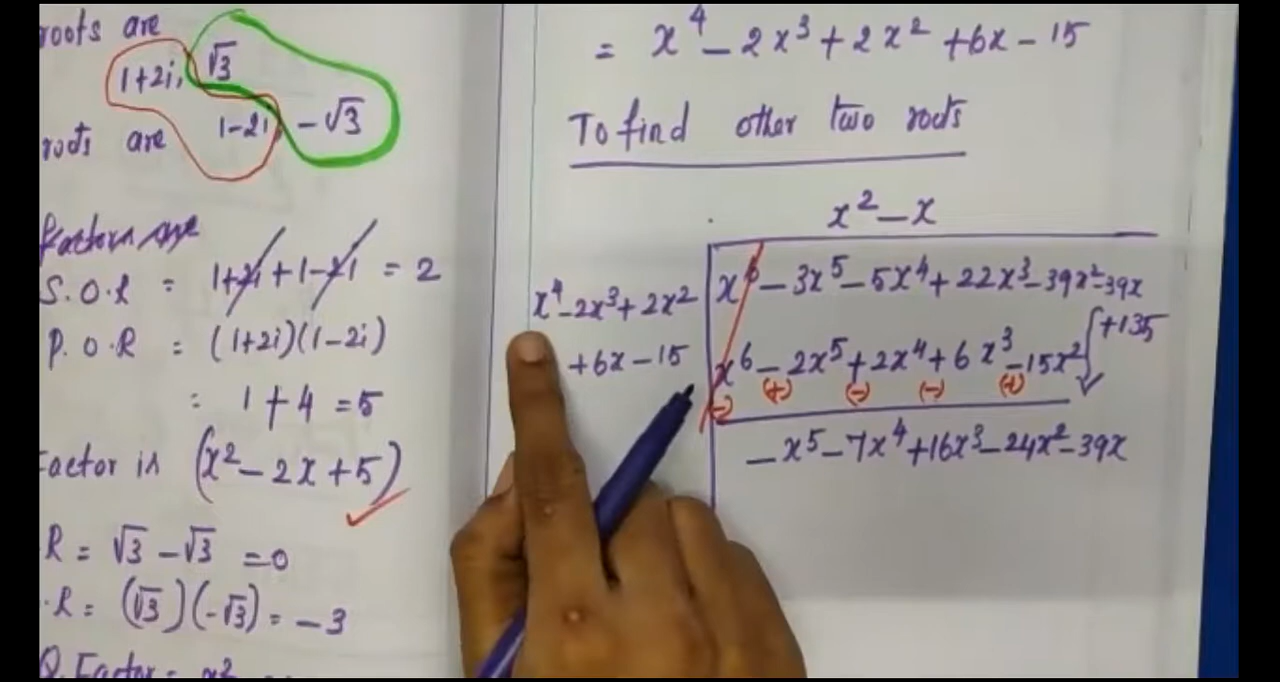 roots are
1+2i, √3
roots are 1-2i, -√3
Factors are
S.O.R = 1+2i+1-2i = 2
P.O.R = (1+2i)(1-2i)
: 1+4=5
Factor is (x²-2x+5)
R = √3-√3 =0
.R= (√3)(-√3)= -3
Q.Factor= x²
= x⁴-2x³+2x²+6x-15
To find other two roots
x²-x
x⁴-2x³+2x² x⁶-3x⁵-5x⁴+22x³-39x²-39x
+135
+6x-15 x⁶-2x⁵+2x⁴+6x³-15x²
(-) (+) (-) (-) (+)
-x⁵-7x⁴+16x³-24x²-39x